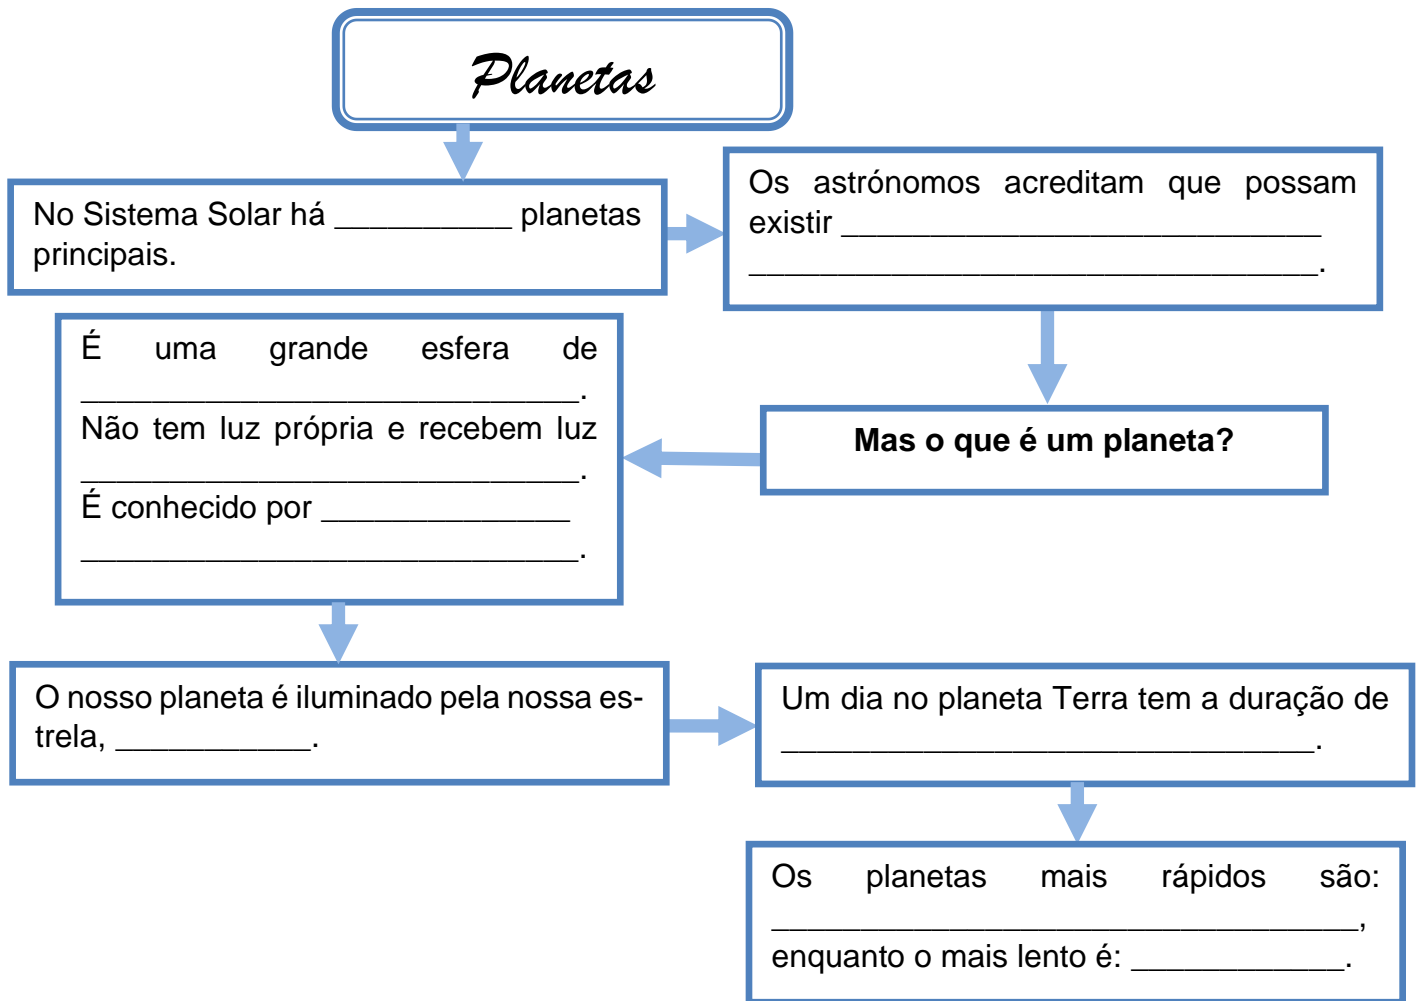 Planetas
No Sistema Solar há __________ planetas
principais.
Os astrónomos acreditam que possam
existir ___________________________
________________________________.
Mas o que é um planeta?
É uma grande esfera de
____________________________.
Não tem luz própria e recebem luz
____________________________.
É conhecido por ______________
____________________________.
O nosso planeta é iluminado pela nossa es-
trela, ___________.
Um dia no planeta Terra tem a duração de
______________________________.
Os planetas mais rápidos são:
_________________________________,
enquanto o mais lento é: ____________.